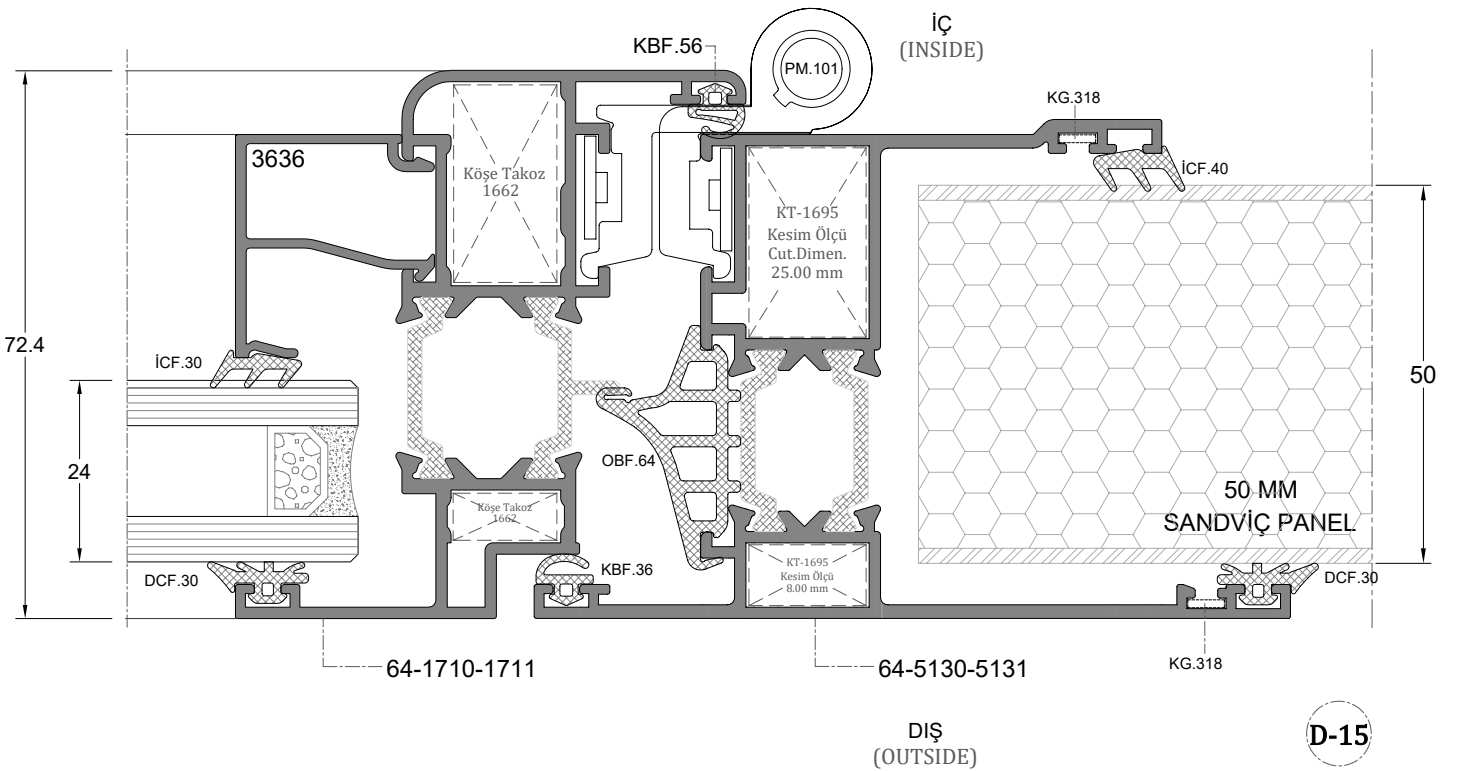 İÇ
(INSIDE)
KBF.56
PM.101
KG.318
3636
Köşe Takoz
1662
İCF.40
KT-1695
Kesim Ölçü
Cut.Dimen.
25.00 mm
72.4
İCF.30
50
24
OBF.64
50 MM
SANDVİÇ PANEL
Köşe Takoz
1662
DCF.30
KBF.36
KT-1695
Kesim Ölçü
8.00 mm
DCF.30
64-1710-1711
64-5130-5131
KG.318
DIŞ
(OUTSIDE)
D-15